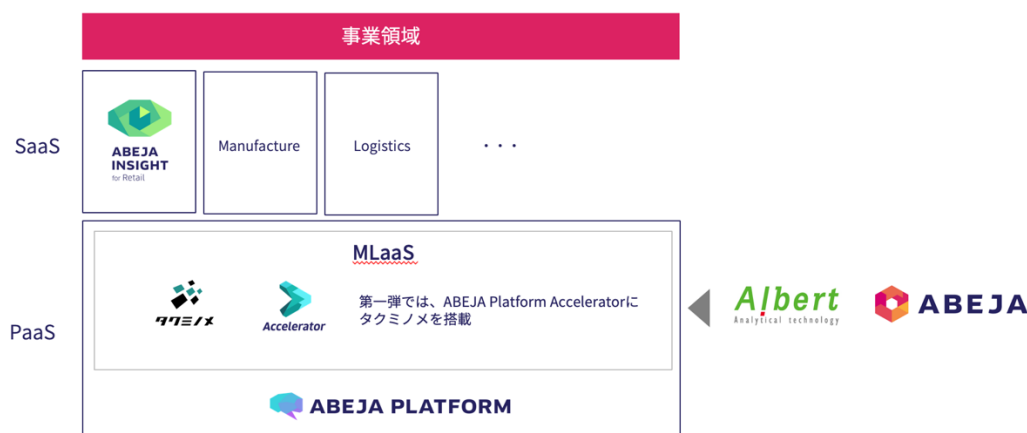 事業領域
SaaS
ABEJA
INSIGHT
for Retail
Manufacture
Logistics
・・・
PaaS
MLaaS
タクミノメ
Accelerator
第一弾では、ABEJA Platform Acceleratorに
タクミノメを搭載
A!bert
Analytical technology
ABEJA
ABEJA PLATFORM